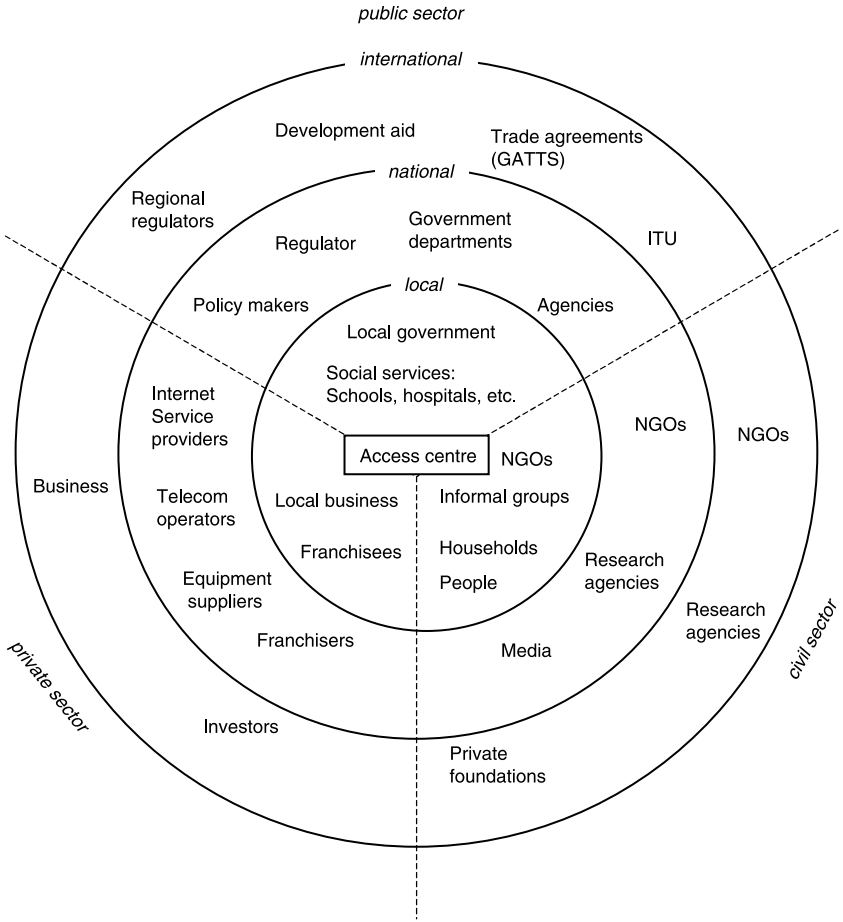 public sector
international
Development aid
Trade agreements
(GATTS)
national
Regional
regulators
Government
departments
Regulator
ITU
local
Policy makers
Agencies
Local government
Social services:
Schools, hospitals, etc.
Internet
Service
providers
NGOs
NGOs
Access centre
NGOs
Business
Telecom
operators
Local business
Informal groups
Franchisees
Households
People
Equipment
suppliers
Research
agencies
Research
agencies
Franchisers
Media
private sector
civil sector
Investors
Private
foundations